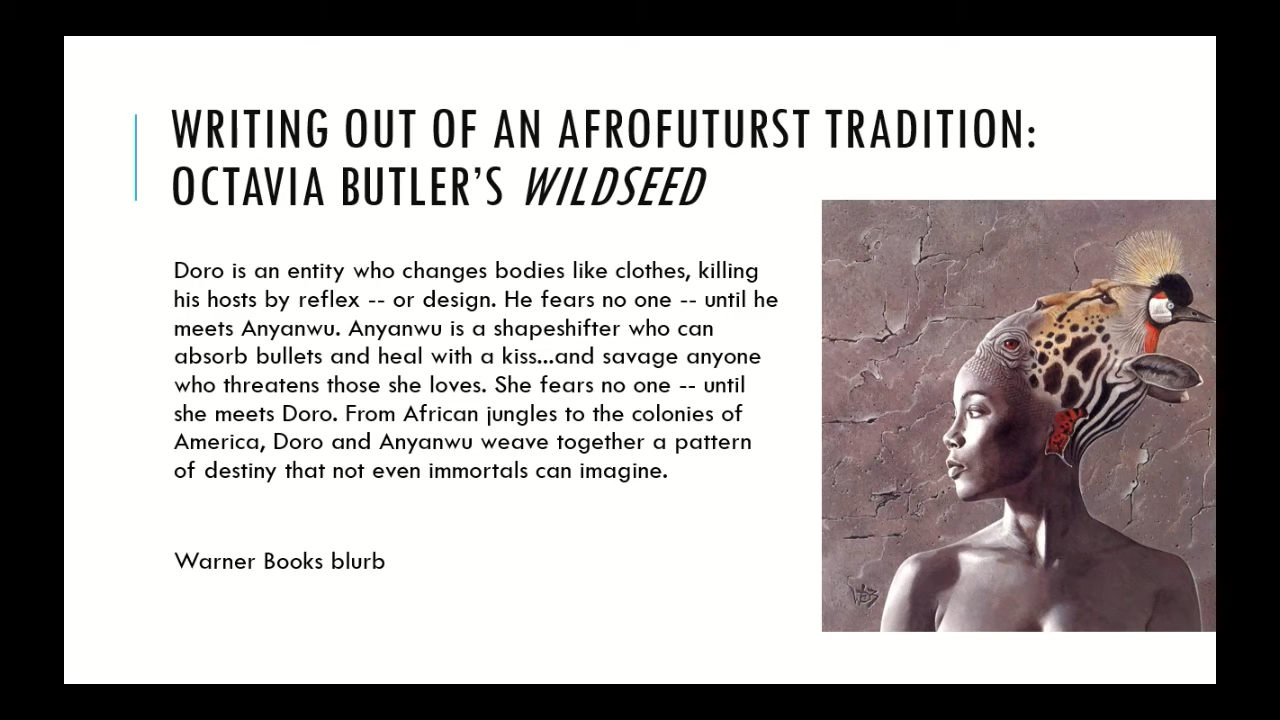 WRITING OUT OF AN AFROFUTURST TRADITION:
OCTAVIA BUTLER'S WILDSEED
Doro is an entity who changes bodies like clothes, killing
his hosts by reflex -- or design. He fears no one -- until he
meets Anyanwu. Anyanwu is a shapeshifter who can
absorb bullets and heal with a kiss...and savage anyone
who threatens those she loves. She fears no one -- until
she meets Doro. From African jungles to the colonies of
America, Doro and Anyanwu weave together a pattern
of destiny that not even immortals can imagine.
Warner Books blurb